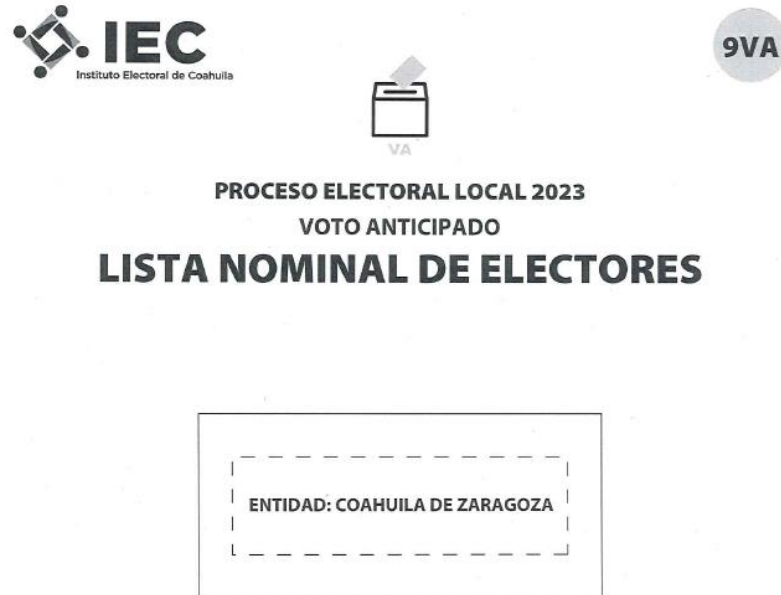 IEC
Instituto Electoral de Coahuila
9VA
VA
PROCESO ELECTORAL LOCAL 2023
VOTO ANTICIPADO
LISTA NOMINAL DE ELECTORES
ENTIDAD: COAHUILA DE ZARAGOZA